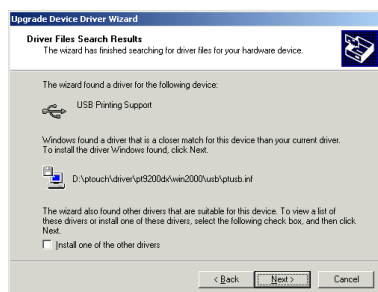 Upgrade Device Driver Wizard
Driver Files Search Results
The wizard has finished searching for driver files for your hardware device.
The wizard found a driver for the following device:
USB Printing Support
Windows found a driver that is a closer match for this device than your current driver.
To install the driver Windows found, click Next.
D:\ptouch\driver\pt9200dx\win2000\usb\ptusb.inf
The wizard also found other drivers that are suitable for this device. To view a list of
these drivers or install one of these drivers, select the following check box, and then click
Next.
Install one of the other drivers
< Back
Next >
Cancel